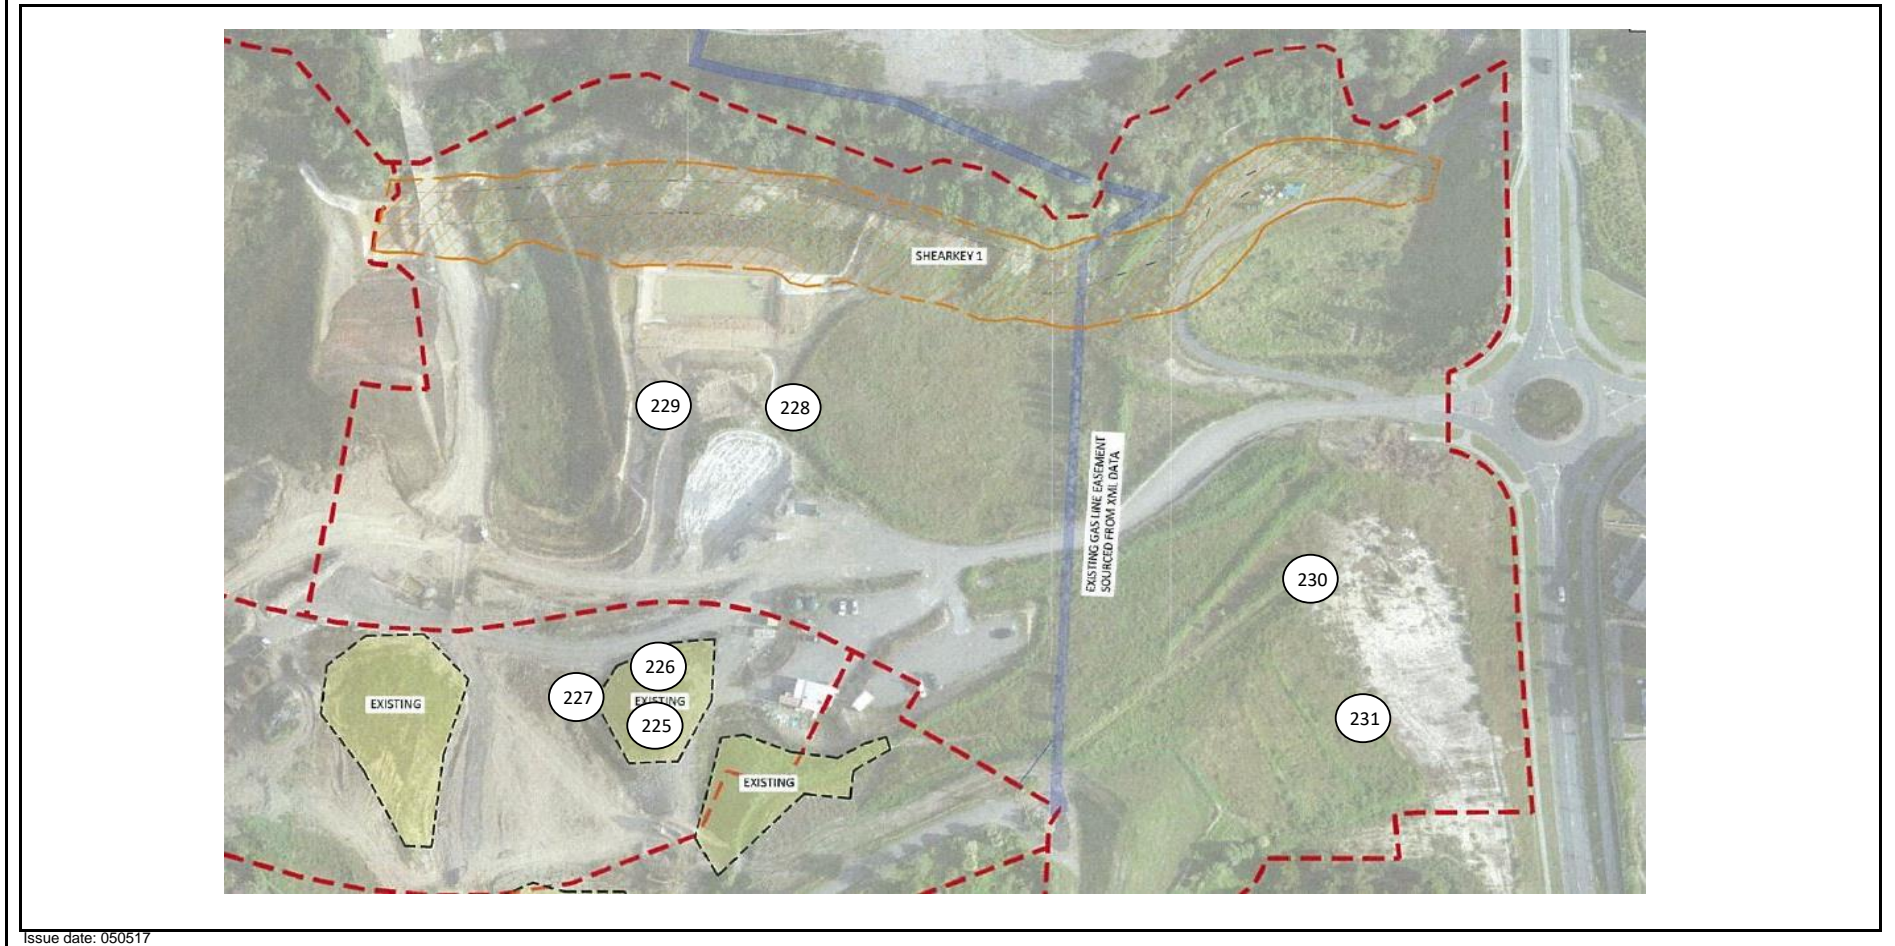 SHEARKEY 1
229
228
EXISTING GAS LINE EASEMENT
SOURCED FROM XML DATA
230
226
227
EXISTING
EXISTING
225
231
EXISTING
Issue date: 050517